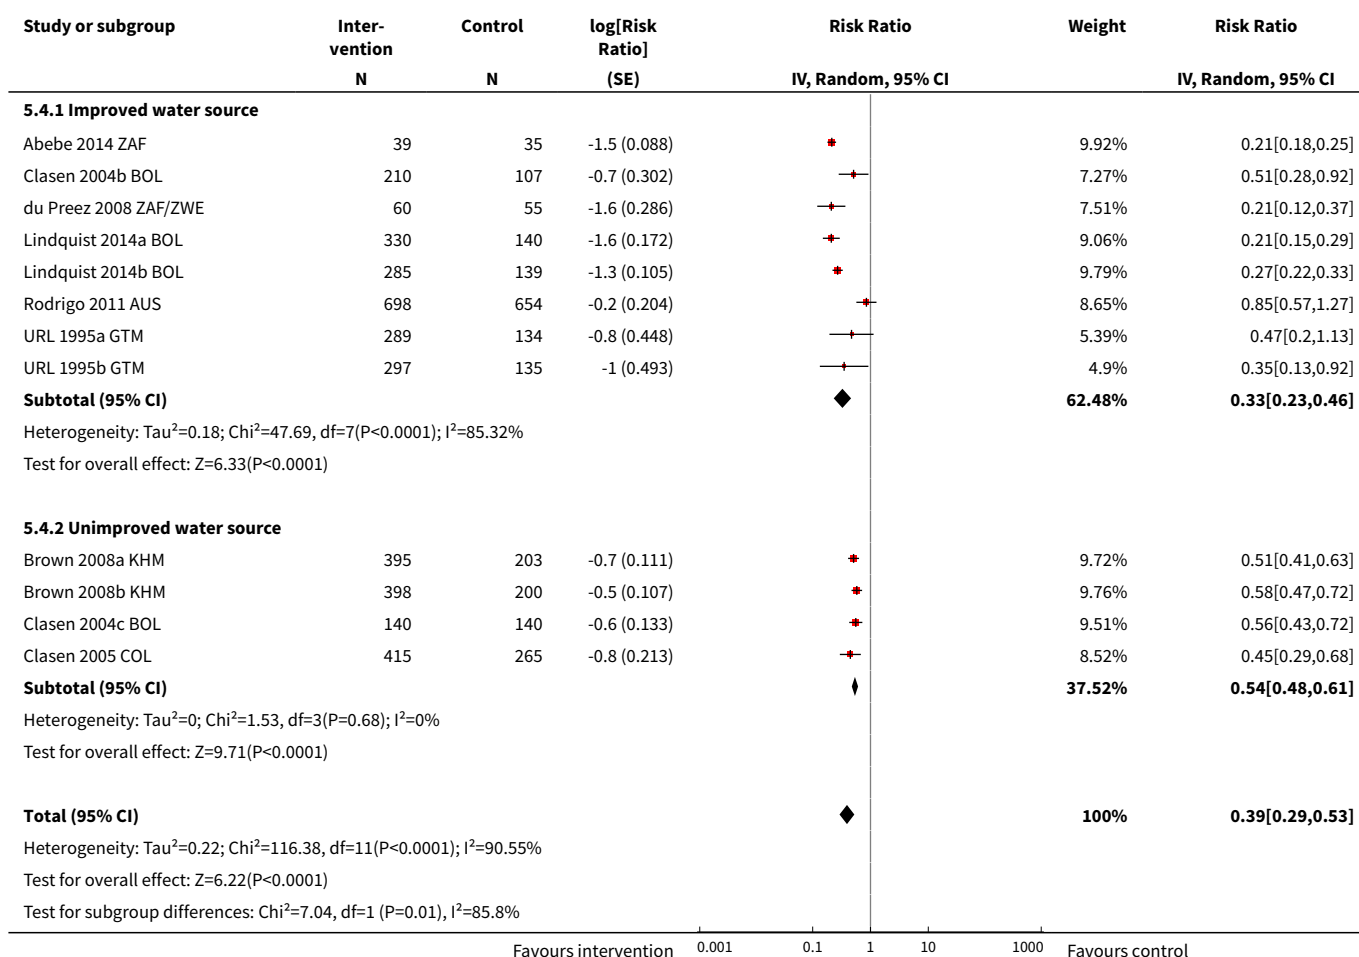 Study or subgroup Inter- Control log[Risk Risk Ratio Weight Risk Ratio
vention Ratio]
N N (SE) IV, Random, 95% CI IV, Random, 95% CI
5.4.1 Improved water source
Abebe 2014 ZAF 39 35 -1.5 (0.088) 9.92% 0.21[0.18,0.25]
Clasen 2004b BOL 210 107 -0.7 (0.302) 7.27% 0.51[0.28,0.92]
du Preez 2008 ZAF/ZWE 60 55 -1.6 (0.286) 7.51% 0.21[0.12,0.37]
Lindquist 2014a BOL 330 140 -1.6 (0.172) 9.06% 0.21[0.15,0.29]
Lindquist 2014b BOL 285 139 -1.3 (0.105) 9.79% 0.27[0.22,0.33]
Rodrigo 2011 AUS 698 654 -0.2 (0.204) 8.65% 0.85[0.57,1.27]
URL 1995a GTM 289 134 -0.8 (0.448) 5.39% 0.47[0.2,1.13]
URL 1995b GTM 297 135 -1 (0.493) 4.9% 0.35[0.13,0.92]
Subtotal (95% CI) 62.48% 0.33[0.23,0.46]
Heterogeneity: Tau²=0.18; Chi²=47.69, df=7(P<0.0001); I²=85.32%
Test for overall effect: Z=6.33(P<0.0001)
5.4.2 Unimproved water source
Brown 2008a KHM 395 203 -0.7 (0.111) 9.72% 0.51[0.41,0.63]
Brown 2008b KHM 398 200 -0.5 (0.107) 9.76% 0.58[0.47,0.72]
Clasen 2004c BOL 140 140 -0.6 (0.133) 9.51% 0.56[0.43,0.72]
Clasen 2005 COL 415 265 -0.8 (0.213) 8.52% 0.45[0.29,0.68]
Subtotal (95% CI) 37.52% 0.54[0.48,0.61]
Heterogeneity: Tau²=0; Chi²=1.53, df=3(P=0.68); I²=0%
Test for overall effect: Z=9.71(P<0.0001)
Total (95% CI) 100% 0.39[0.29,0.53]
Heterogeneity: Tau²=0.22; Chi²=116.38, df=11(P<0.0001); I²=90.55%
Test for overall effect: Z=6.22(P<0.0001)
Test for subgroup differences: Chi²=7.04, df=1 (P=0.01), I²=85.8%
Favours intervention 0.001 0.1 1 10 1000 Favours control